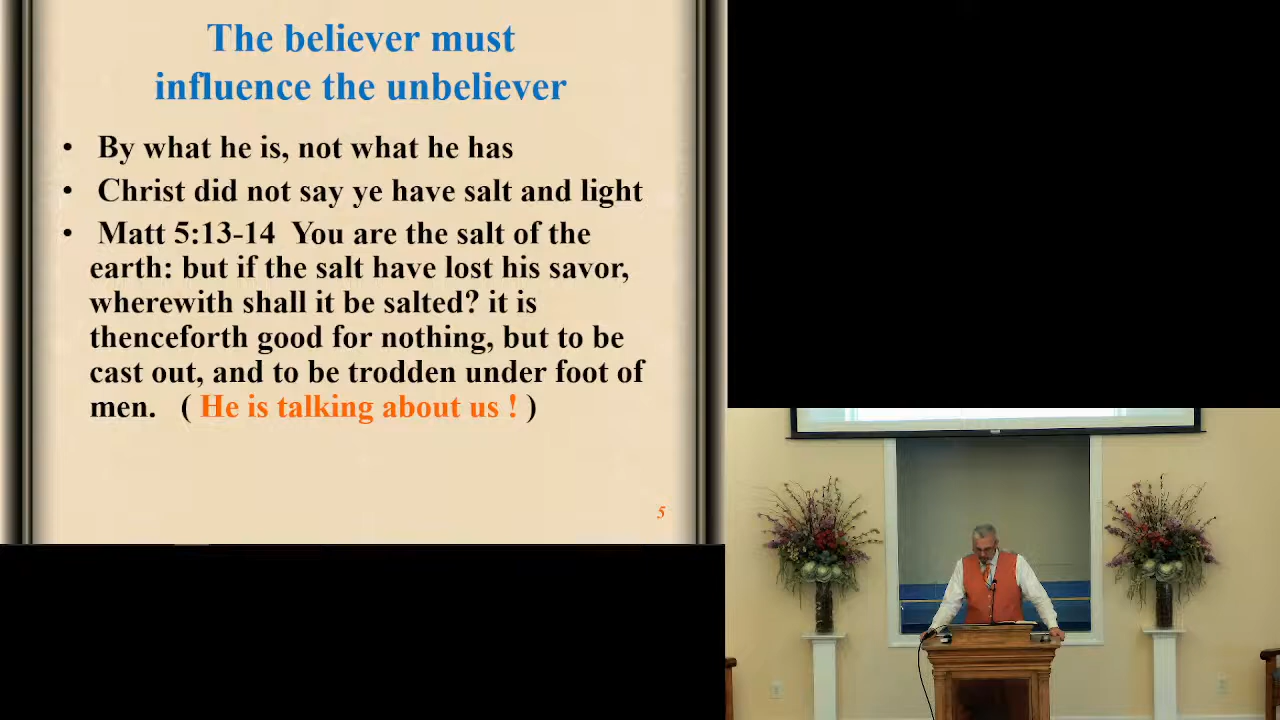 The believer must
influence the unbeliever
• By what he is, not what he has
• Christ did not say ye have salt and light
• Matt 5:13-14 You are the salt of the
earth: but if the salt have lost his savor,
wherewith shall it be salted? it is
thenceforth good for nothing, but to be
cast out, and to be trodden under foot of
men. ( He is talking about us ! )
5